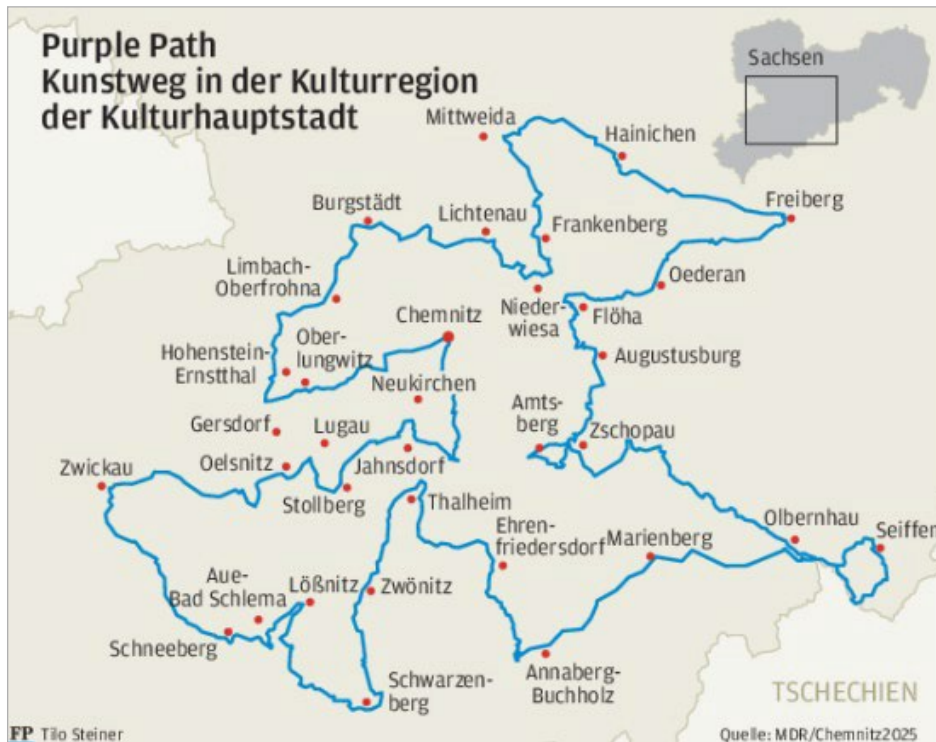 Purple Path
Kunstweg in der Kulturregion
der Kulturhauptstadt
Sachsen
Mittweida
Hainichen
Freiberg
Burgstädt
Lichtenau
Frankenberg
Limbach-
Oberfrohna
Oederan
Nieder-
wiesa
Flöha
Chemnitz
Ober-
lungwitz
Hohenstein-
Ernstthal
Augustusburg
Neukirchen
Amts-
berg
Zschopau
Gersdorf
Lugau
Zwickau
Oelsnitz
Jahnsdorf
Stollberg
Thalheim
Ehren-
friedersdorf
Marienberg
Olbernhau
Seiffen
Aue-
Bad Schlema
Lößnitz
Zwönitz
Schneeberg
Schwarzen-
berg
Annaberg-
Buchholz
TSCHECHIEN
FP Tilo Steiner
Quelle: MDR/Chemnitz2025